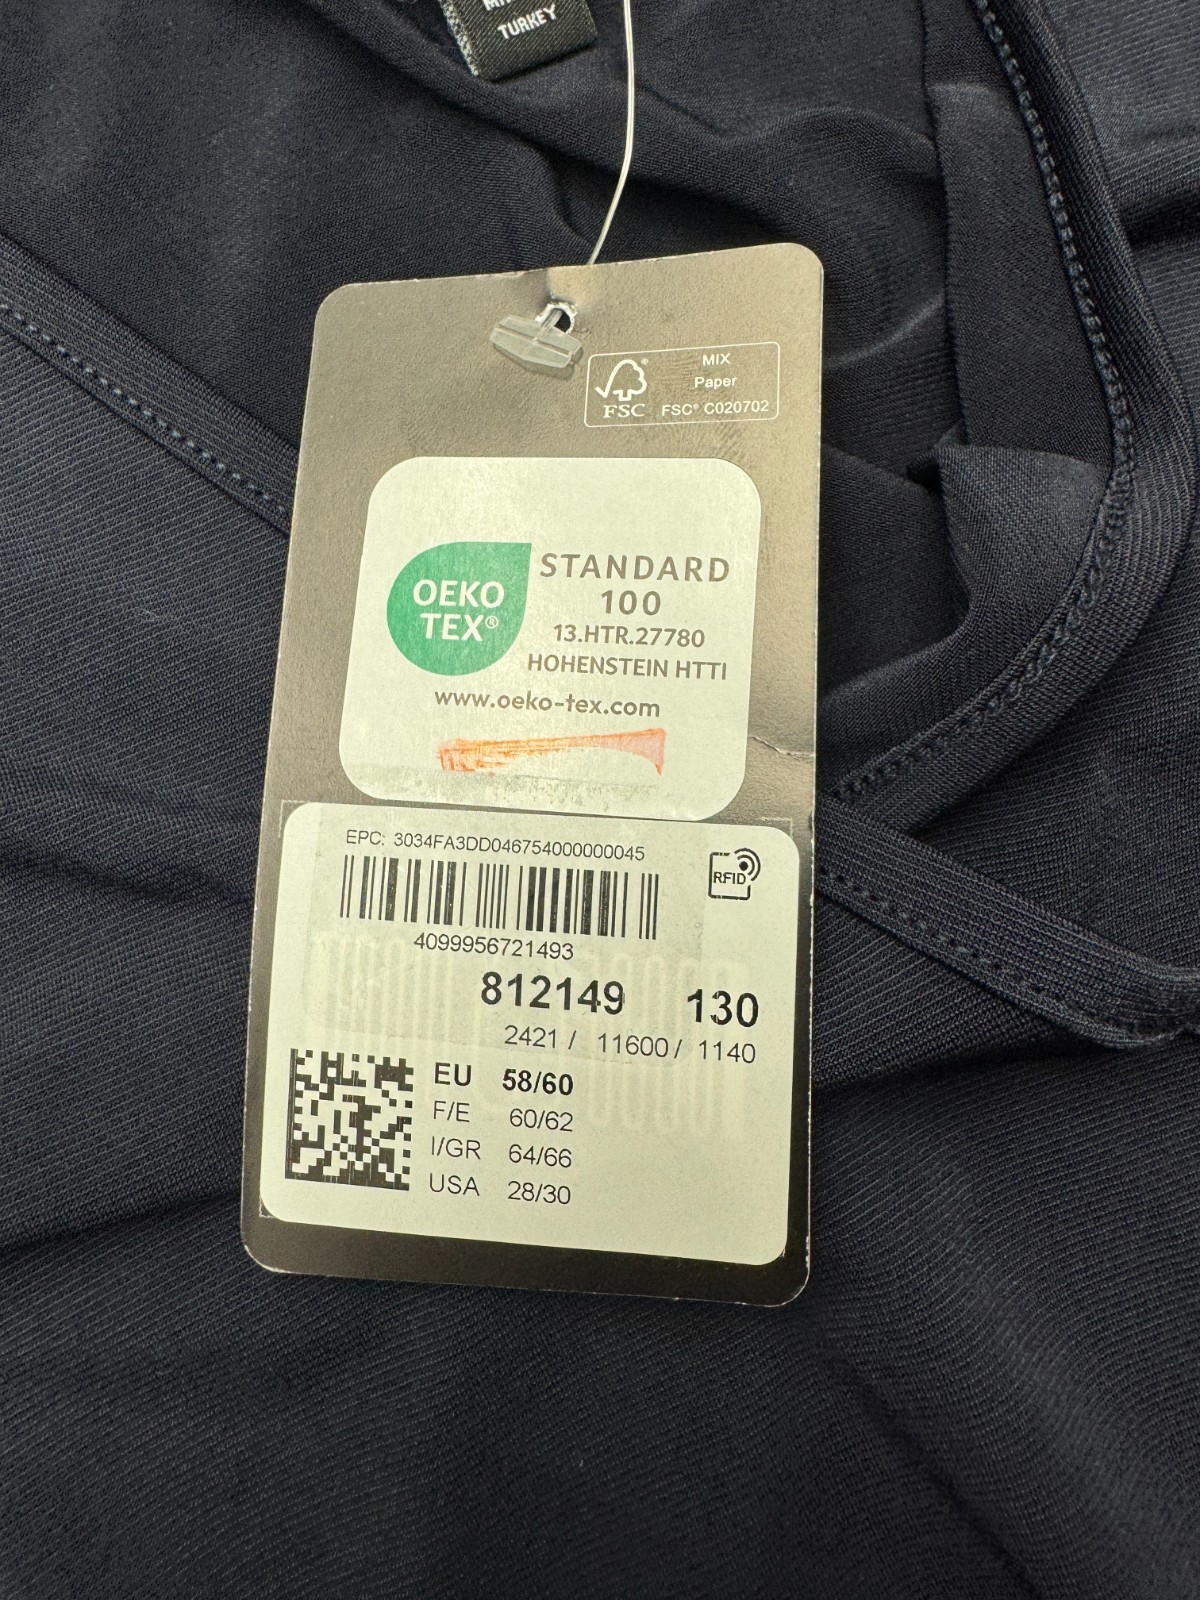 TURKEY
MIX
Paper
FSC® C020702
FSC
OEKO
TEX®
STANDARD
100
13.HTR.27780
HOHENSTEIN HTTI
www.oeko-tex.com
EPC: 3034FA3DD046754000000045
RFID
4099956721493
812149 130
2421 / 11600 / 1140
EU 58/60
F/E 60/62
I/GR 64/66
USA 28/30